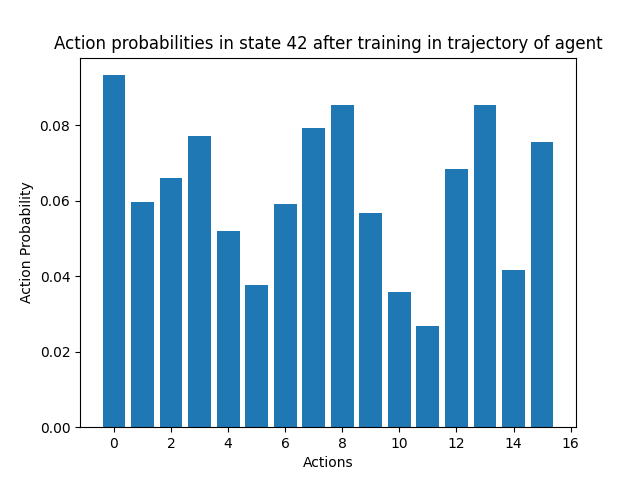 Action probabilities in state 42 after training in trajectory of agent
0.08
0.06
0.04
0.02
0.00
Action Probability
0 2 4 6 8 10 12 14 16
Actions